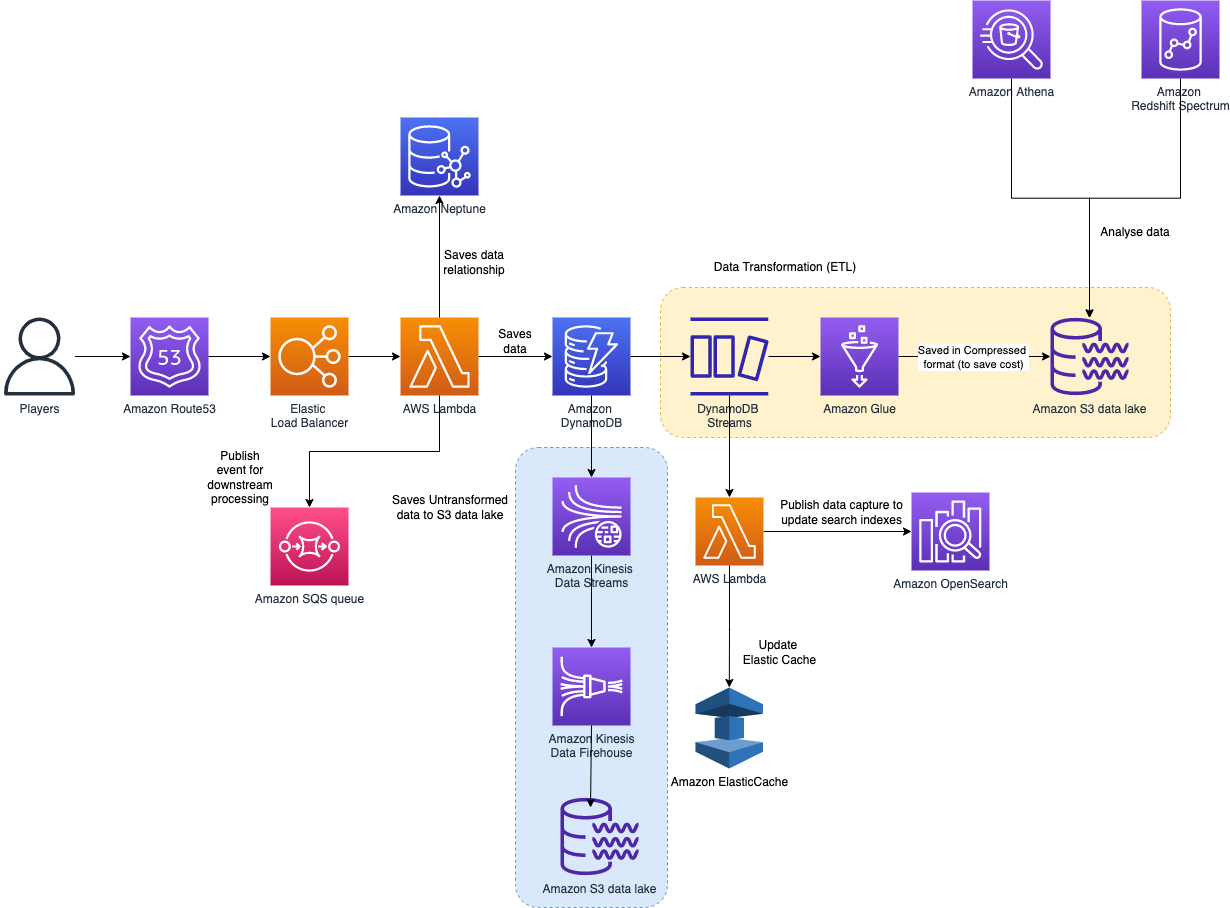 Amazon Athena
Amazon
Redshift Spectrum
Amazon Neptune
Saves data
relationship
Analyse data
Data Transformation (ETL)
53
Saves
data
Saved in Compressed
format (to save cost)
Players
Amazon Route53
Elastic
Load Balancer
AWS Lambda
Amazon
DynamoDB
DynamoDB
Streams
Amazon Glue
Amazon S3 data lake
Publish
event for
downstream
processing
Saves Untransformed
data to S3 data lake
Publish data capture to
update search indexes
Amazon SQS queue
Amazon Kinesis
Data Streams
AWS Lambda
Amazon OpenSearch
Update
Elastic Cache
Amazon Kinesis
Data Firehouse
Amazon ElasticCache
Amazon S3 data lake